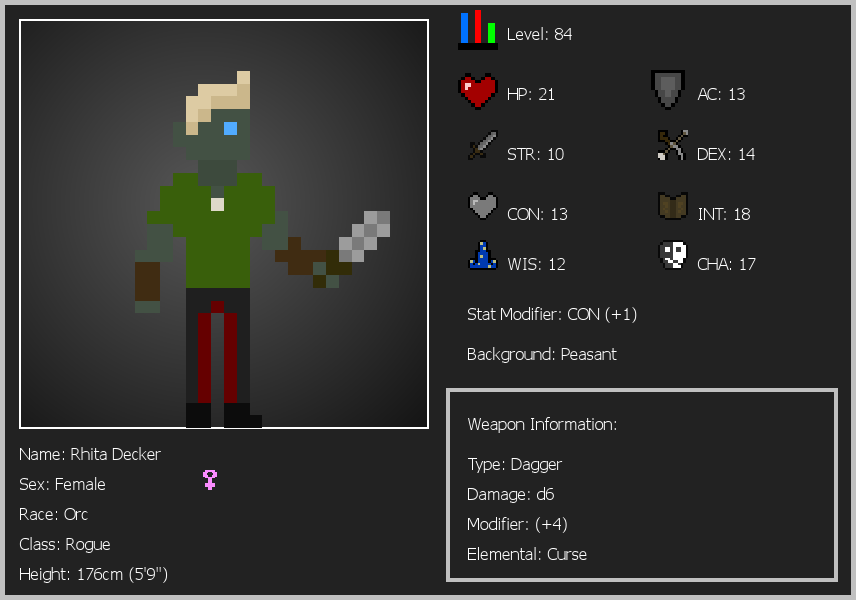 Level: 84
HP: 21
AC: 13
STR: 10
DEX: 14
CON: 13
INT: 18
WIS: 12
CHA: 17
Stat Modifier: CON (+1)
Background: Peasant
Weapon Information:
Type: Dagger
Damage: d6
Modifier: (+4)
Elemental: Curse
Name: Rhita Decker
Sex: Female
Race: Orc
Class: Rogue
Height: 176cm (5'9")